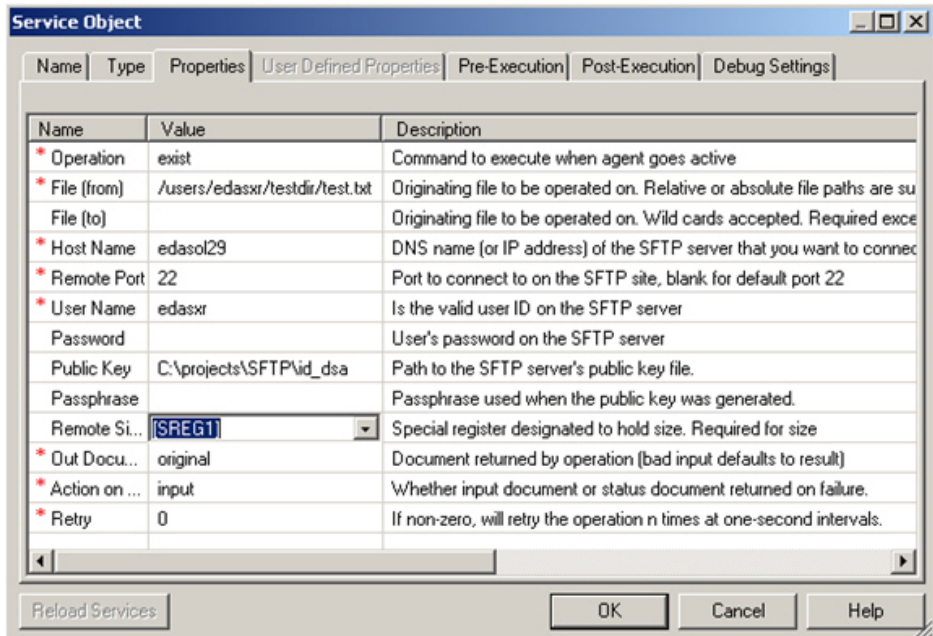 Service Object
Name Type Properties User Defined Properties Pre-Execution Post-Execution Debug Settings
Name Value Description
* Operation exist Command to execute when agent goes active
* File (from) /users/edasxr/testdir/test.txt Originating file to be operated on. Relative or absolute file paths are su
File (to) Originating file to be operated on. Wild cards accepted. Required exce
* Host Name edasol29 DNS name (or IP address) of the SFTP server that you want to connec
* Remote Port 22 Port to connect to on the SFTP site, blank for default port 22
* User Name edasxr Is the valid user ID on the SFTP server
Password User's password on the SFTP server
Public Key C:\projects\SFTP\id_dsa Path to the SFTP server's public key file.
Passphrase Passphrase used when the public key was generated.
Remote Si... [SREG1] Special register designated to hold size. Required for size
* Out Docu... original Document returned by operation (bad input defaults to result)
* Action on ... input Whether input document or status document returned on failure.
* Retry 0 If non-zero, will retry the operation n times at one-second intervals.
Reload Services OK Cancel Help